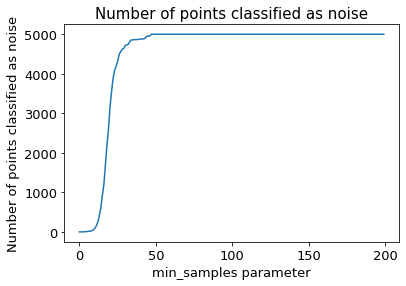 Number of points classified as noise
Number of points classified as noise
5000
4000
3000
2000
1000
0
0 50 100 150 200
min_samples parameter